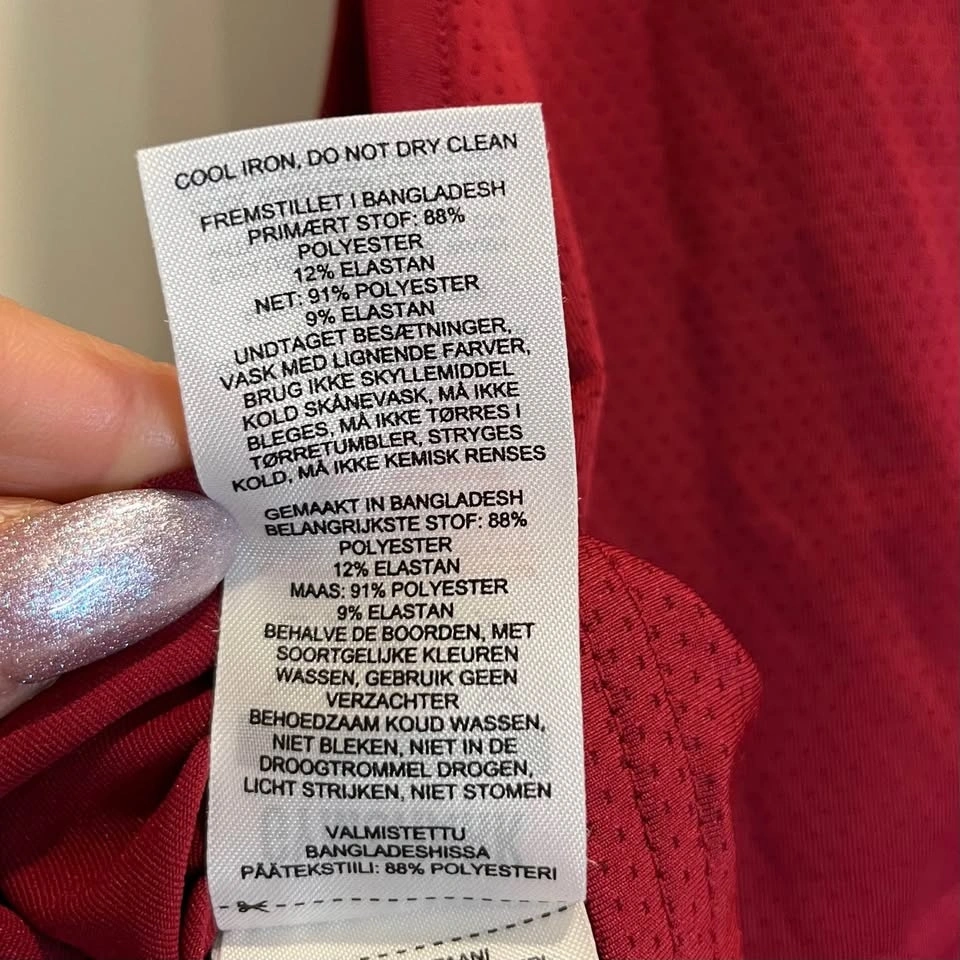 COOL IRON, DO NOT DRY CLEAN
FREMSTILLET I BANGLADESH
PRIMÆRT STOF: 88%
POLYESTER
12% ELASTAN
NET: 91% POLYESTER
9% ELASTAN
UNDTAGET BESÆTNINGER,
VASK MED LIGNENDE FARVER,
BRUG IKKE SKYLLEMIDDEL
KOLD SKÅNEVASK, MÅ IKKE
BLEGES, MÅ IKKE TØRRES I
TØRRETUMBLER, STRYGES
KOLD, MÅ IKKE KEMISK RENSES
GEMAAKT IN BANGLADESH
BELANGRIJKSTE STOF: 88%
POLYESTER
12% ELASTAN
MAAS: 91% POLYESTER
9% ELASTAN
BEHALVE DE BOORDEN, MET
SOORTGELIJKE KLEUREN
WASSEN, GEBRUIK GEEN
VERZACHTER
BEHOEDZAAM KOUD WASSEN,
NIET BLEKEN, NIET IN DE
DROOGTROMMEL DROGEN,
LICHT STRIJKEN, NIET STOMEN
VALMISTETTU
BANGLADESHISSA
PÄÄTEKSTIILI: 88% POLYESTERI